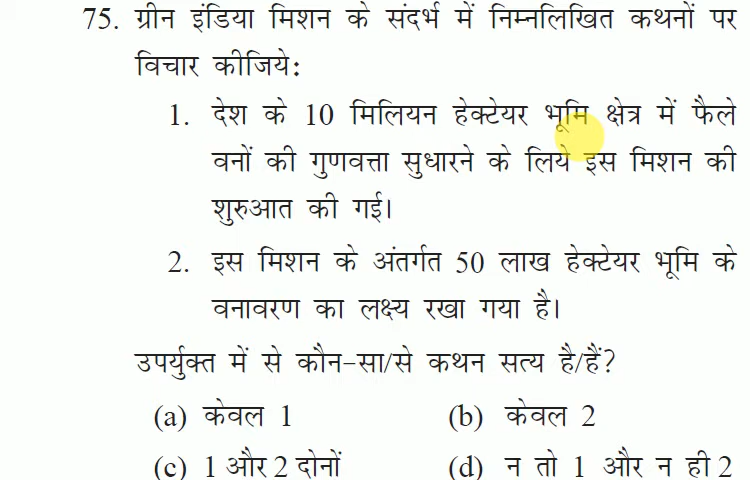 75. ग्रीन इंडिया मिशन के संदर्भ में निम्नलिखित कथनों पर
विचार कीजिये:
1. देश के 10 मिलियन हेक्टेयर भूमि क्षेत्र में फैले
वनों की गुणवत्ता सुधारने के लिये इस मिशन की
शुरुआत की गई।
2. इस मिशन के अंतर्गत 50 लाख हेक्टेयर भूमि के
वनावरण का लक्ष्य रखा गया है।
उपर्युक्त में से कौन-सा/से कथन सत्य है/हैं?
(a) केवल 1 (b) केवल 2
(c) 1 और 2 दोनों (d) न तो 1 और न ही 2